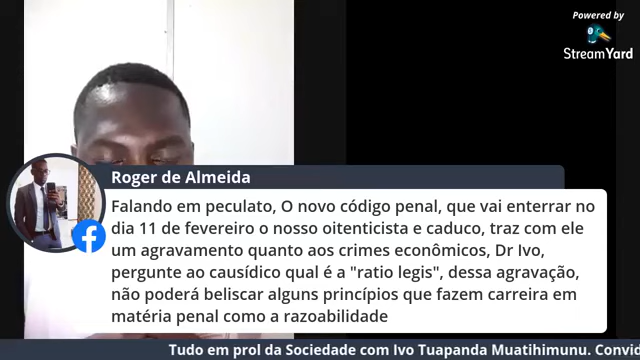 Powered by
StreamYard
Roger de Almeida
Falando em peculato, O novo código penal, que vai enterrar no
dia 11 de fevereiro o nosso oitenticista e caduco, traz com ele
um agravamento quanto aos crimes econômicos, Dr Ivo,
pergunte ao causídico qual é a "ratio legis", dessa agravação,
não poderá beliscar alguns princípios que fazem carreira em
matéria penal como a razoabilidade
Tudo em prol da Sociedade com Ivo Tuapanda Muatihimunu. Convid